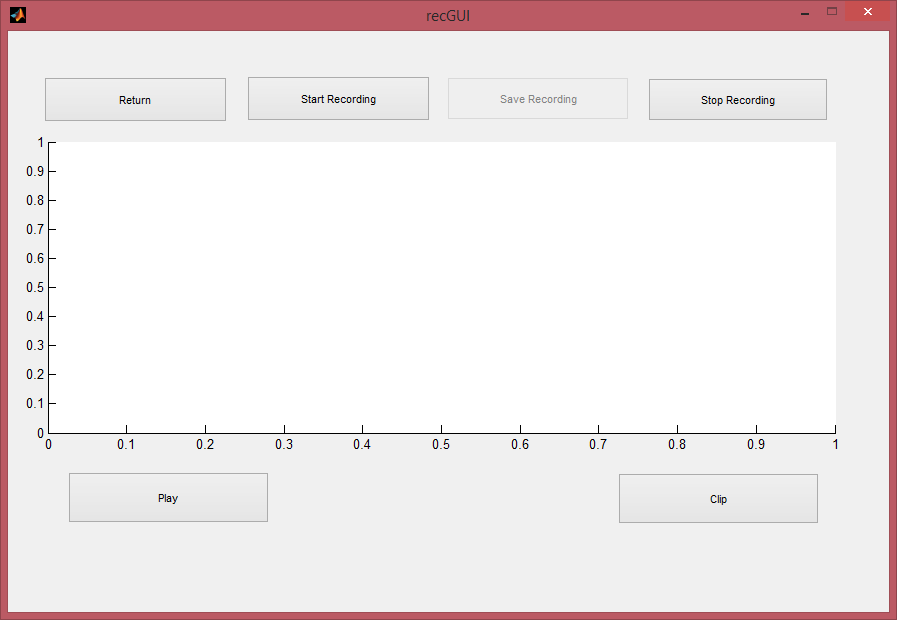 recGUI
Return
Start Recording
Save Recording
Stop Recording
1
0.9
0.8
0.7
0.6
0.5
0.4
0.3
0.2
0.1
0
0 0.1 0.2 0.3 0.4 0.5 0.6 0.7 0.8 0.9 1
Play
Clip